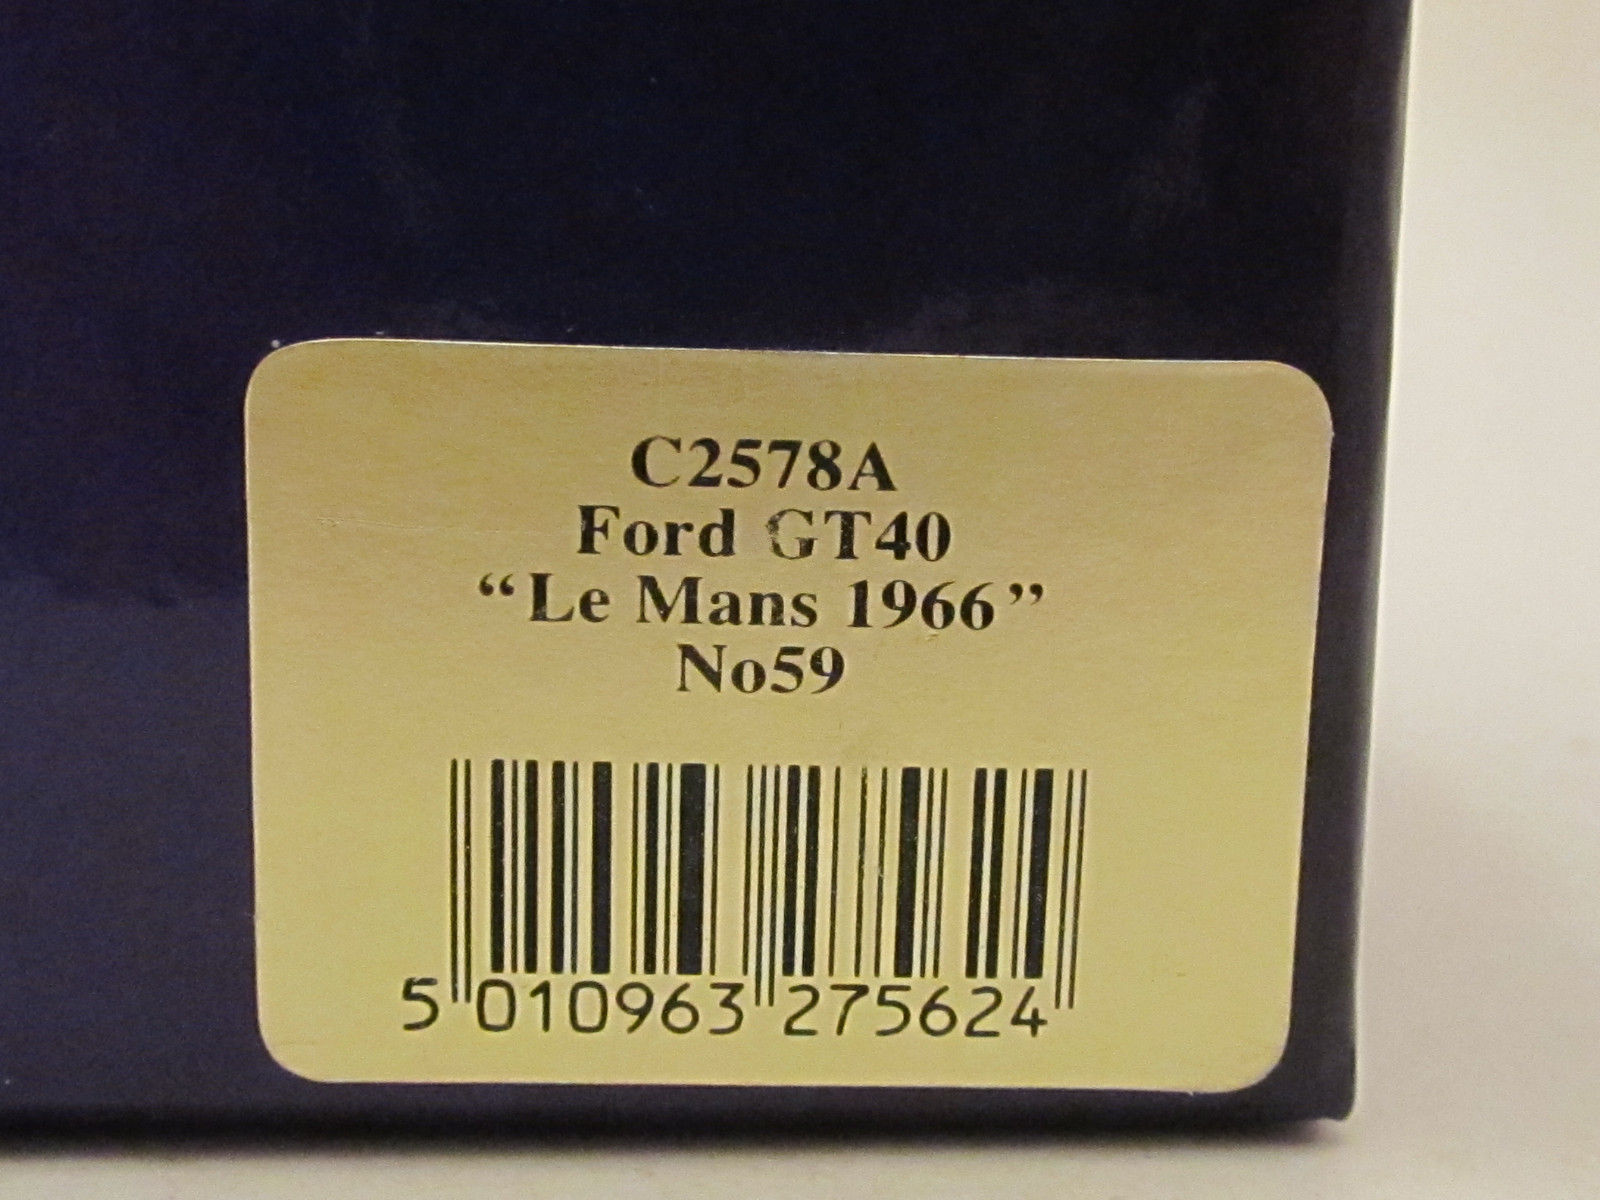 C2578A
Ford GT40
“Le Mans 1966”
No59
5 010963 275624